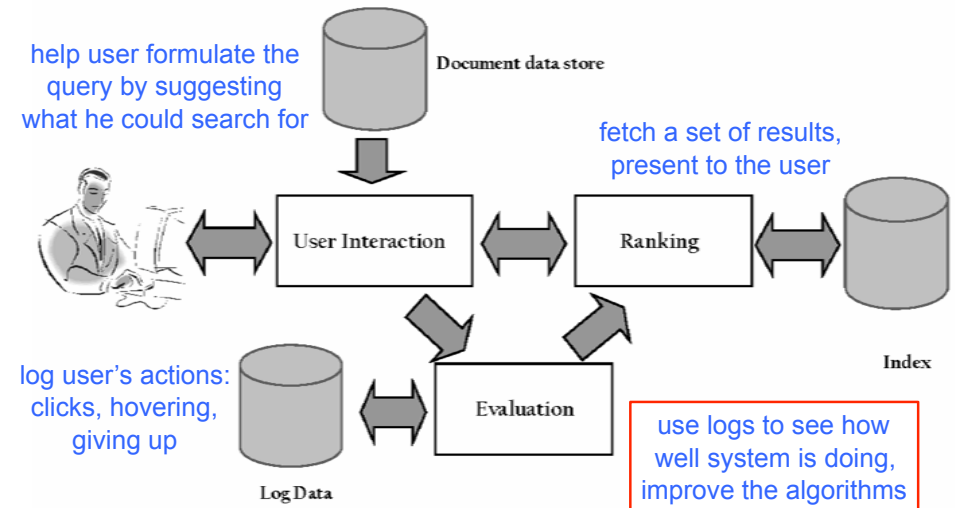 help user formulate the
query by suggesting
what he could search for
Document data store
fetch a set of results,
present to the user
User Interaction
Ranking
Index
log user's actions:
clicks, hovering,
giving up
Evaluation
use logs to see how
well system is doing,
improve the algorithms
Log Data